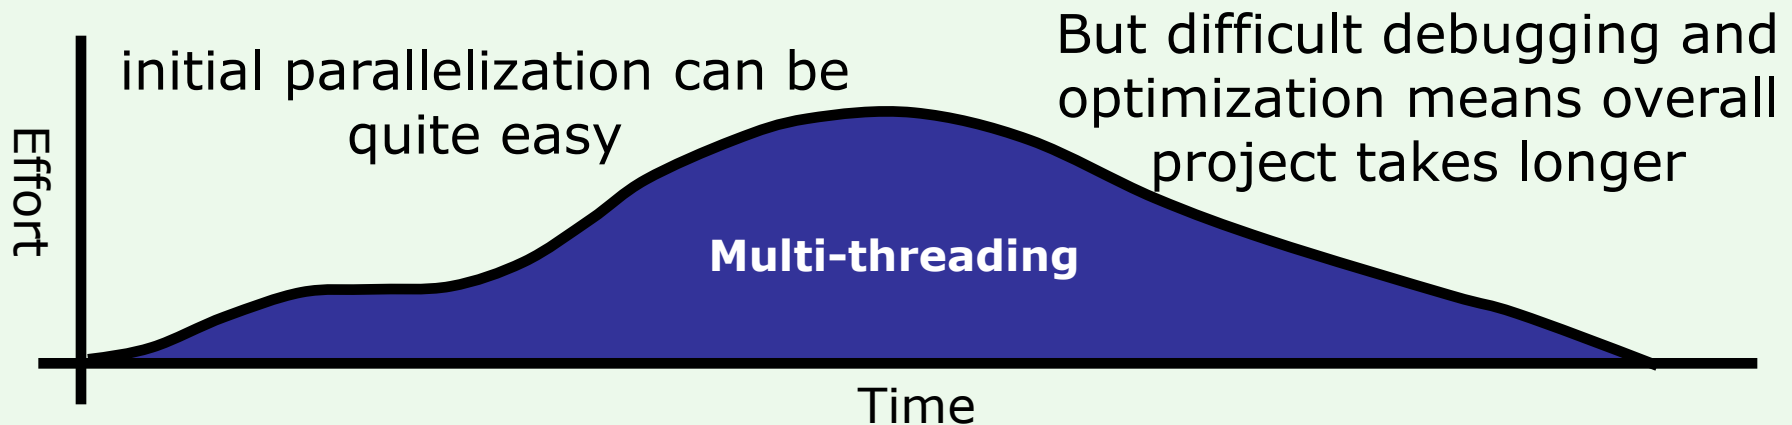 initial parallelization can be
quite easy
But difficult debugging and
optimization means overall
project takes longer
Effort
Multi-threading
Time